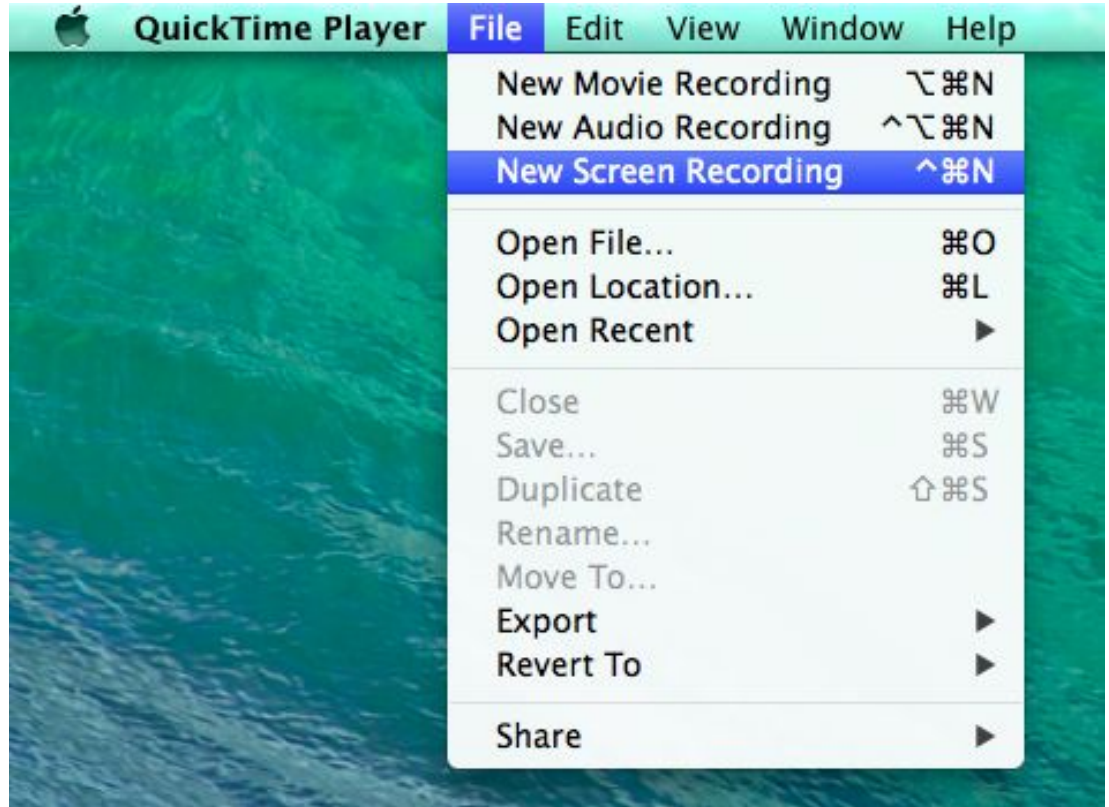 QuickTime Player File Edit View Window Help
New Movie Recording ⌥⌘N
New Audio Recording ^⌥⌘N
New Screen Recording ^⌘N
Open File... ⌘O
Open Location... ⌘L
Open Recent ▶
Close ⌘W
Save... ⌘S
Duplicate ⇧⌘S
Rename...
Move To...
Export ▶
Revert To ▶
Share ▶